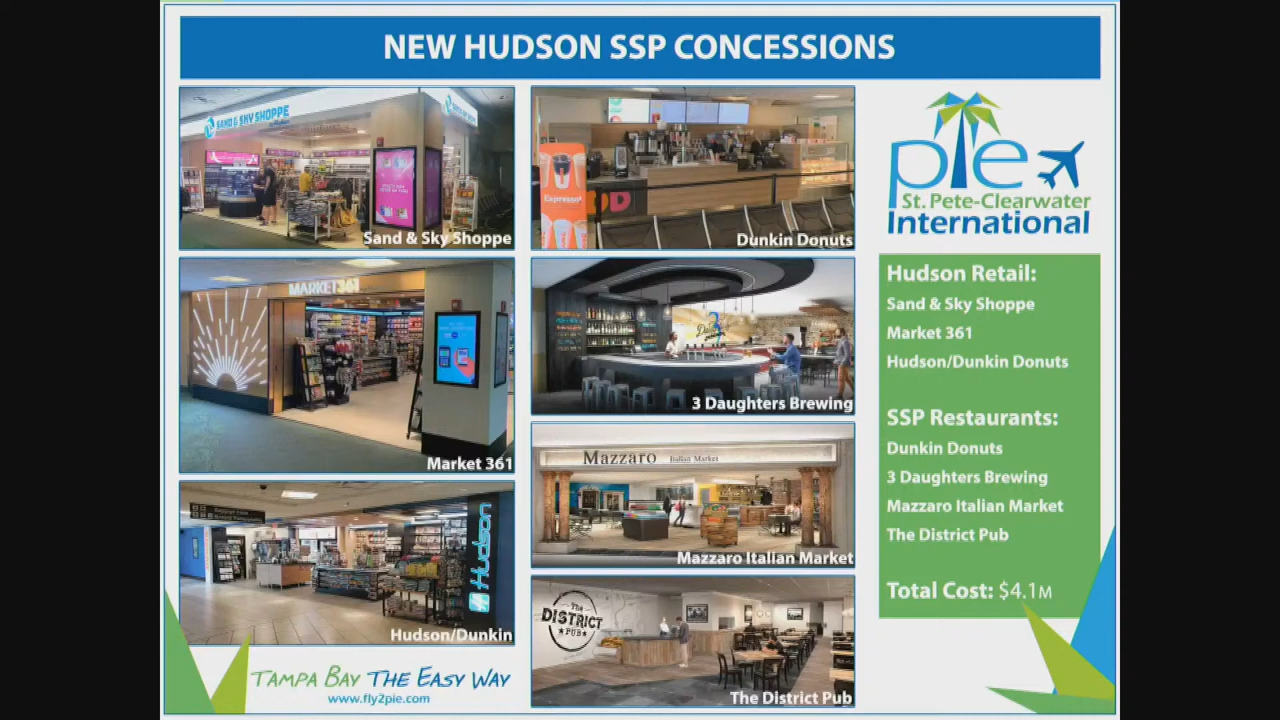 NEW HUDSON SSP CONCESSIONS
SAND & SKY SHOPPE
Sand & Sky Shoppe
MARKET361
Market 361
Hudson
Hudson/Dunkin
TAMPA BAY THE EASY WAY
www.fly2pie.com
Espresso
Dunkin Donuts
3 Daughters Brewing
Mazzaro Italian Market
Mazzaro Italian Market
The
DISTRICT
PUB
The District Pub
pie
St. Pete-Clearwater
International
Hudson Retail:
Sand & Sky Shoppe
Market 361
Hudson/Dunkin Donuts
SSP Restaurants:
Dunkin Donuts
3 Daughters Brewing
Mazzaro Italian Market
The District Pub
Total Cost: $4.1M